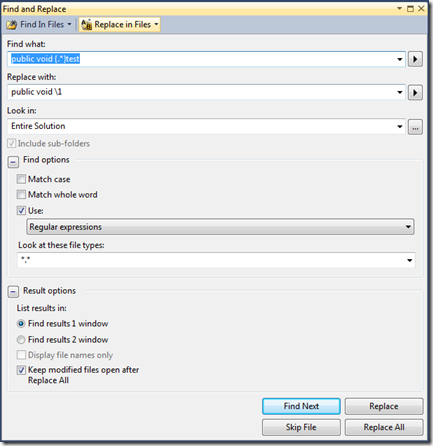 Find and Replace
Find In Files
Replace in Files
Find what:
public void {.*}test
Replace with:
public void \1
Look in:
Entire Solution
...
Include sub-folders
Find options
Match case
Match whole word
Use:
Regular expressions
Look at these file types:
*.*
Result options
List results in:
Find results 1 window
Find results 2 window
Display file names only
Keep modified files open after
Replace All
Find Next
Replace
Skip File
Replace All